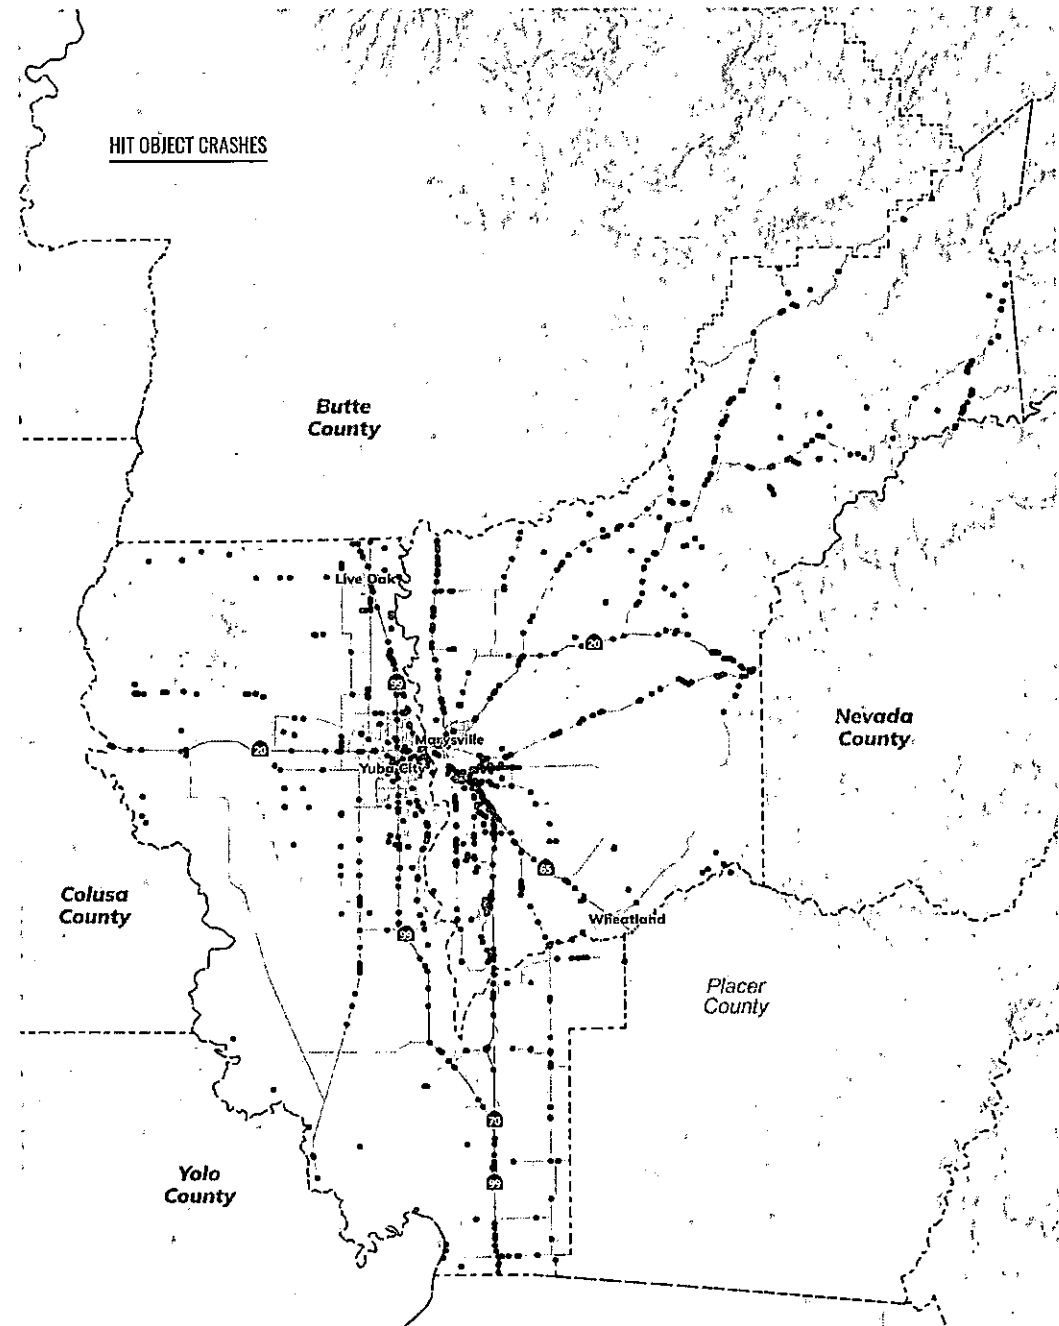 HIT OBJECT CRASHES
Butte
County
Live Oak
20
99
Nevada
County
Marysville
20
Yuba City
65
Colusa
County
Wheatland
99
Placer
County
70
Yolo
County
99